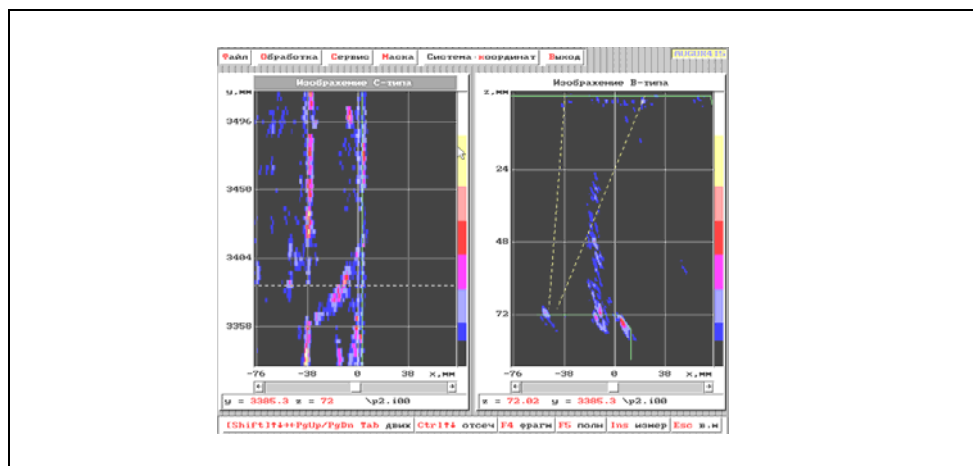 Файл Обработка Сервис Маска Система координат Выход
AUGUR4.15
Изображение C-типа
Изображение B-типа
y,мм
3496
3450
3404
3358
-76 -38 0 38 x,мм
z,мм
24
48
72
-76 -38 0 38 x,мм
y = 3385.3 z = 72 \p2.i00
z = 72.02 y = 3385.3 \p2.i00
[Shift]↑↓←→PgUp/PgDn Tab движ Ctrl↑↓ отсеч F4 фрагм F5 полн Ins измер Esc в.м